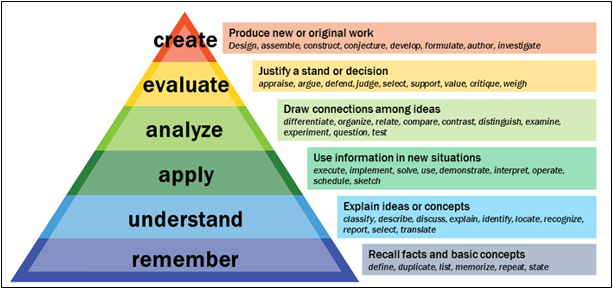 create
Produce new or original work
Design, assemble, construct, conjecture, develop, formulate, author, investigate
evaluate
Justify a stand or decision
appraise, argue, defend, judge, select, support, value, critique, weigh
analyze
Draw connections among ideas
differentiate, organize, relate, compare, contrast, distinguish, examine,
experiment, question, test
apply
Use information in new situations
execute, implement, solve, use, demonstrate, interpret, operate,
schedule, sketch
understand
Explain ideas or concepts
classify, describe, discuss, explain, identify, locate, recognize,
report, select, translate
remember
Recall facts and basic concepts
define, duplicate, list, memorize, repeat, state